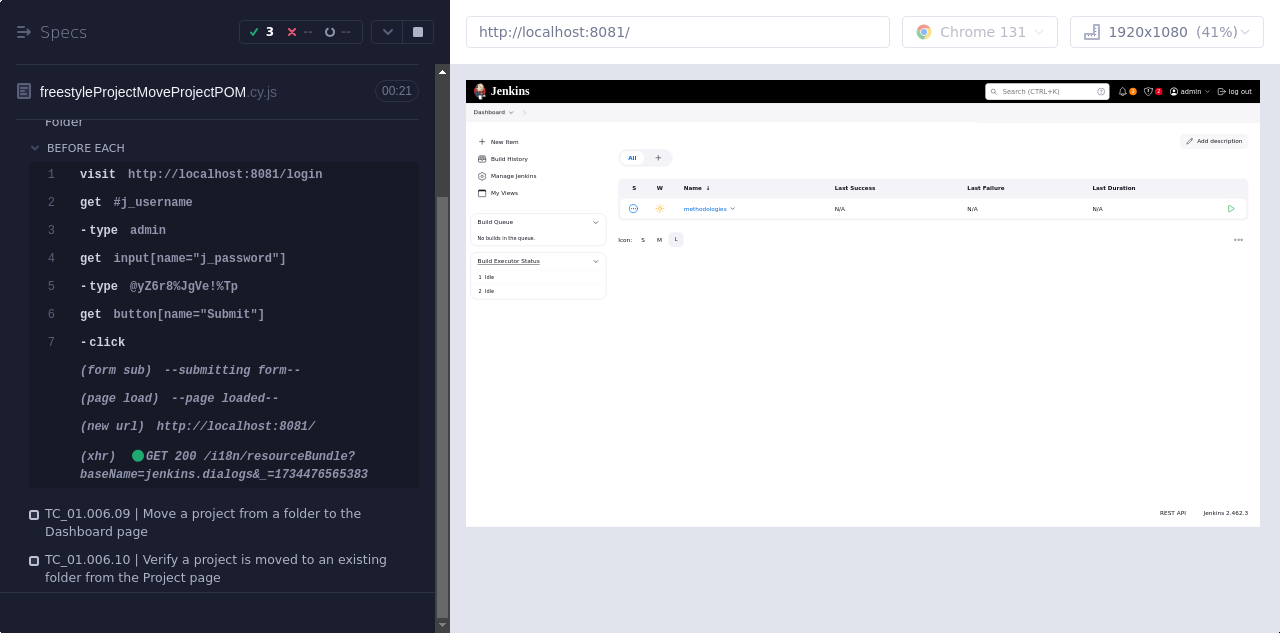 Specs
3
--
--
http://localhost:8081/
Chrome 131
1920x1080 (41%)
freestyleProjectMoveProjectPOM.cy.js
00:21
Folder
BEFORE EACH
1 visit http://localhost:8081/login
2 get #j_username
3 -type admin
4 get input[name="j_password"]
5 -type @yZ6r8%JgVe!%Tp
6 get button[name="Submit"]
7 -click
(form sub) --submitting form--
(page load) --page loaded--
(new url) http://localhost:8081/
(xhr) GET 200 /i18n/resourceBundle?
baseName=jenkins.dialogs&_=1734476565383
TC_01.006.09 | Move a project from a folder to the
Dashboard page
TC_01.006.10 | Verify a project is moved to an existing
folder from the Project page
Jenkins
Search (CTRL+K)
2
2
admin
log out
Dashboard
New Item
Build History
Manage Jenkins
My Views
Build Queue
No builds in the queue.
Build Executor Status
1 Idle
2 Idle
Add description
All +
S W Name ↓ Last Success Last Failure Last Duration
methodologies N/A N/A N/A
Icon: S M L
REST API
Jenkins 2.462.3